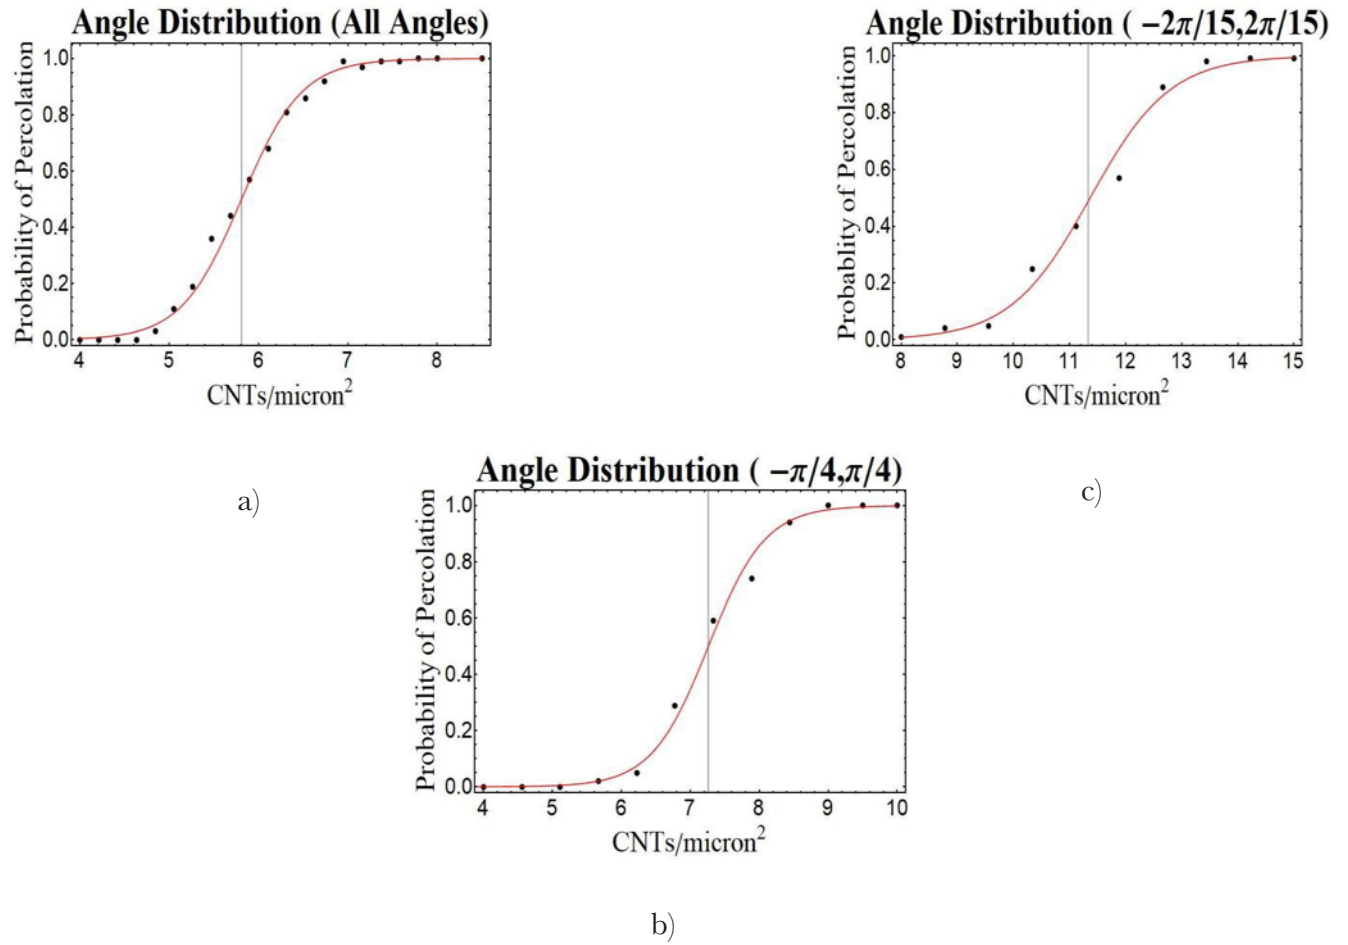 Angle Distribution (All Angles)
Probability of Percolation
1.0
0.8
0.6
0.4
0.2
0.0
4 5 6 7 8
CNTs/micron²
a)
Angle Distribution ( −2π/15,2π/15)
Probablity of Percolation
1.0
0.8
0.6
0.4
0.2
0.0
8 9 10 11 12 13 14 15
CNTs/micron²
c)
Angle Distribution ( −π/4,π/4)
Probability of Percolation
1.0
0.8
0.6
0.4
0.2
0.0
4 5 6 7 8 9 10
CNTs/micron²
b)